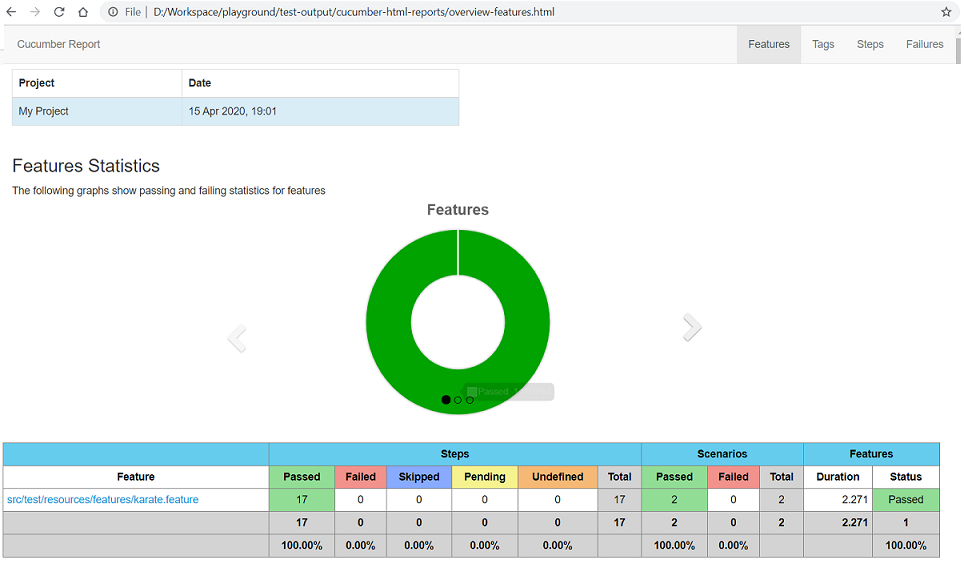 File | D:/Workspace/playground/test-output/cucumber-html-reports/overview-features.html
Cucumber Report Features Tags Steps Failures
Project Date
My Project 15 Apr 2020, 19:01
Features Statistics
The following graphs show passing and failing statistics for features
Features
Passed
Steps Scenarios Features
Feature Passed Failed Skipped Pending Undefined Total Passed Failed Total Duration Status
src/test/resources/features/karate.feature 17 0 0 0 0 17 2 0 2 2.271 Passed
17 0 0 0 0 17 2 0 2 2.271 1
100.00% 0.00% 0.00% 0.00% 0.00% 100.00% 0.00% 100.00%